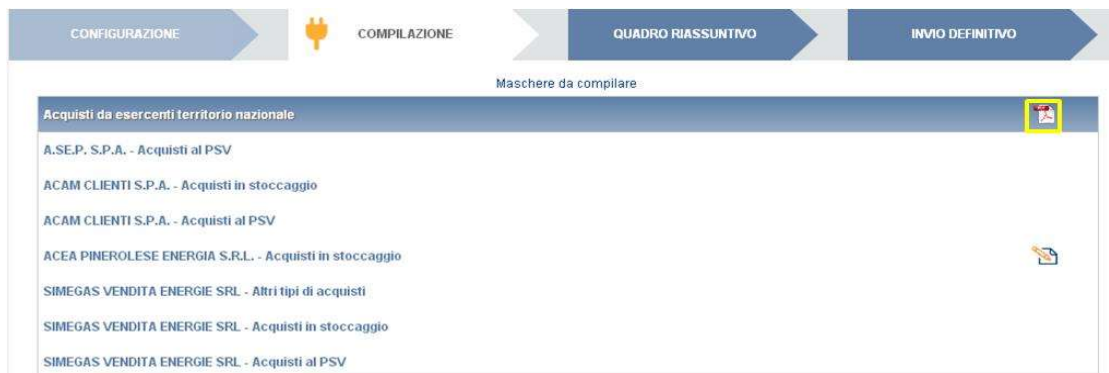 CONFIGURAZIONE COMPILAZIONE QUADRO RIASSUNTIVO INVIO DEFINITIVO
Maschere da compilare
Acquisti da esercenti territorio nazionale
A.SE.P. S.P.A. - Acquisti al PSV
ACAM CLIENTI S.P.A. - Acquisti in stoccaggio
ACAM CLIENTI S.P.A. - Acquisti al PSV
ACEA PINEROLESE ENERGIA S.R.L. - Acquisti in stoccaggio
SIMEGAS VENDITA ENERGIE SRL - Altri tipi di acquisti
SIMEGAS VENDITA ENERGIE SRL - Acquisti in stoccaggio
SIMEGAS VENDITA ENERGIE SRL - Acquisti al PSV